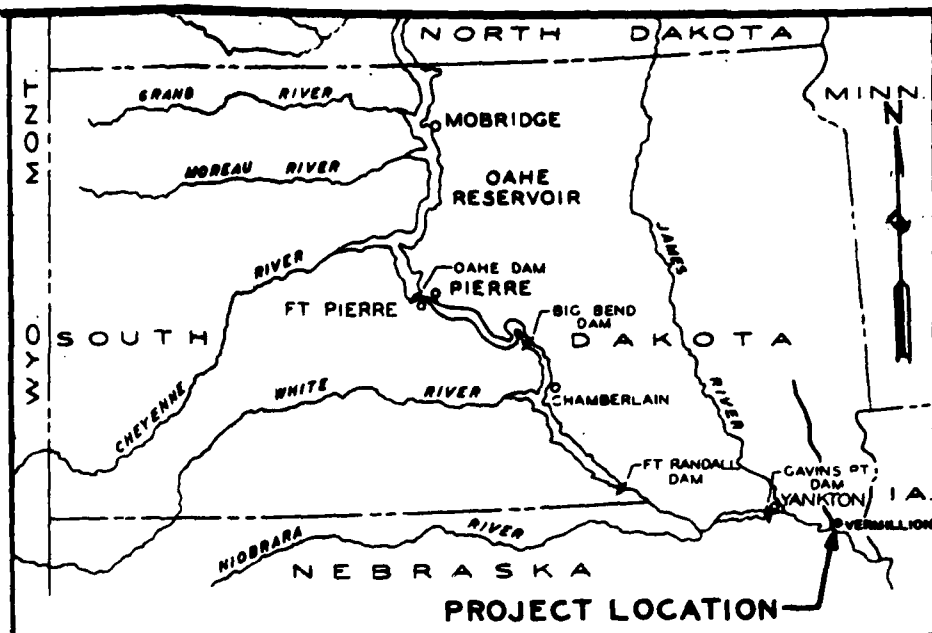 NORTH DAKOTA
MONT.
GRAND RIVER
MINN.
N
MOBRIDGE
MOREAU RIVER
OAHE
RESERVOIR
JAMES RIVER
CHEYENNE RIVER
OAHE DAM
PIERRE
FT PIERRE
BIG BEND
DAM
WYO.
SOUTH DAKOTA
WHITE RIVER
CHAMBERLAIN
FT RANDALL
DAM
GAVINS PT
DAM
YANKTON
IA.
VERMILLION
NIOBRARA RIVER
NEBRASKA
PROJECT LOCATION